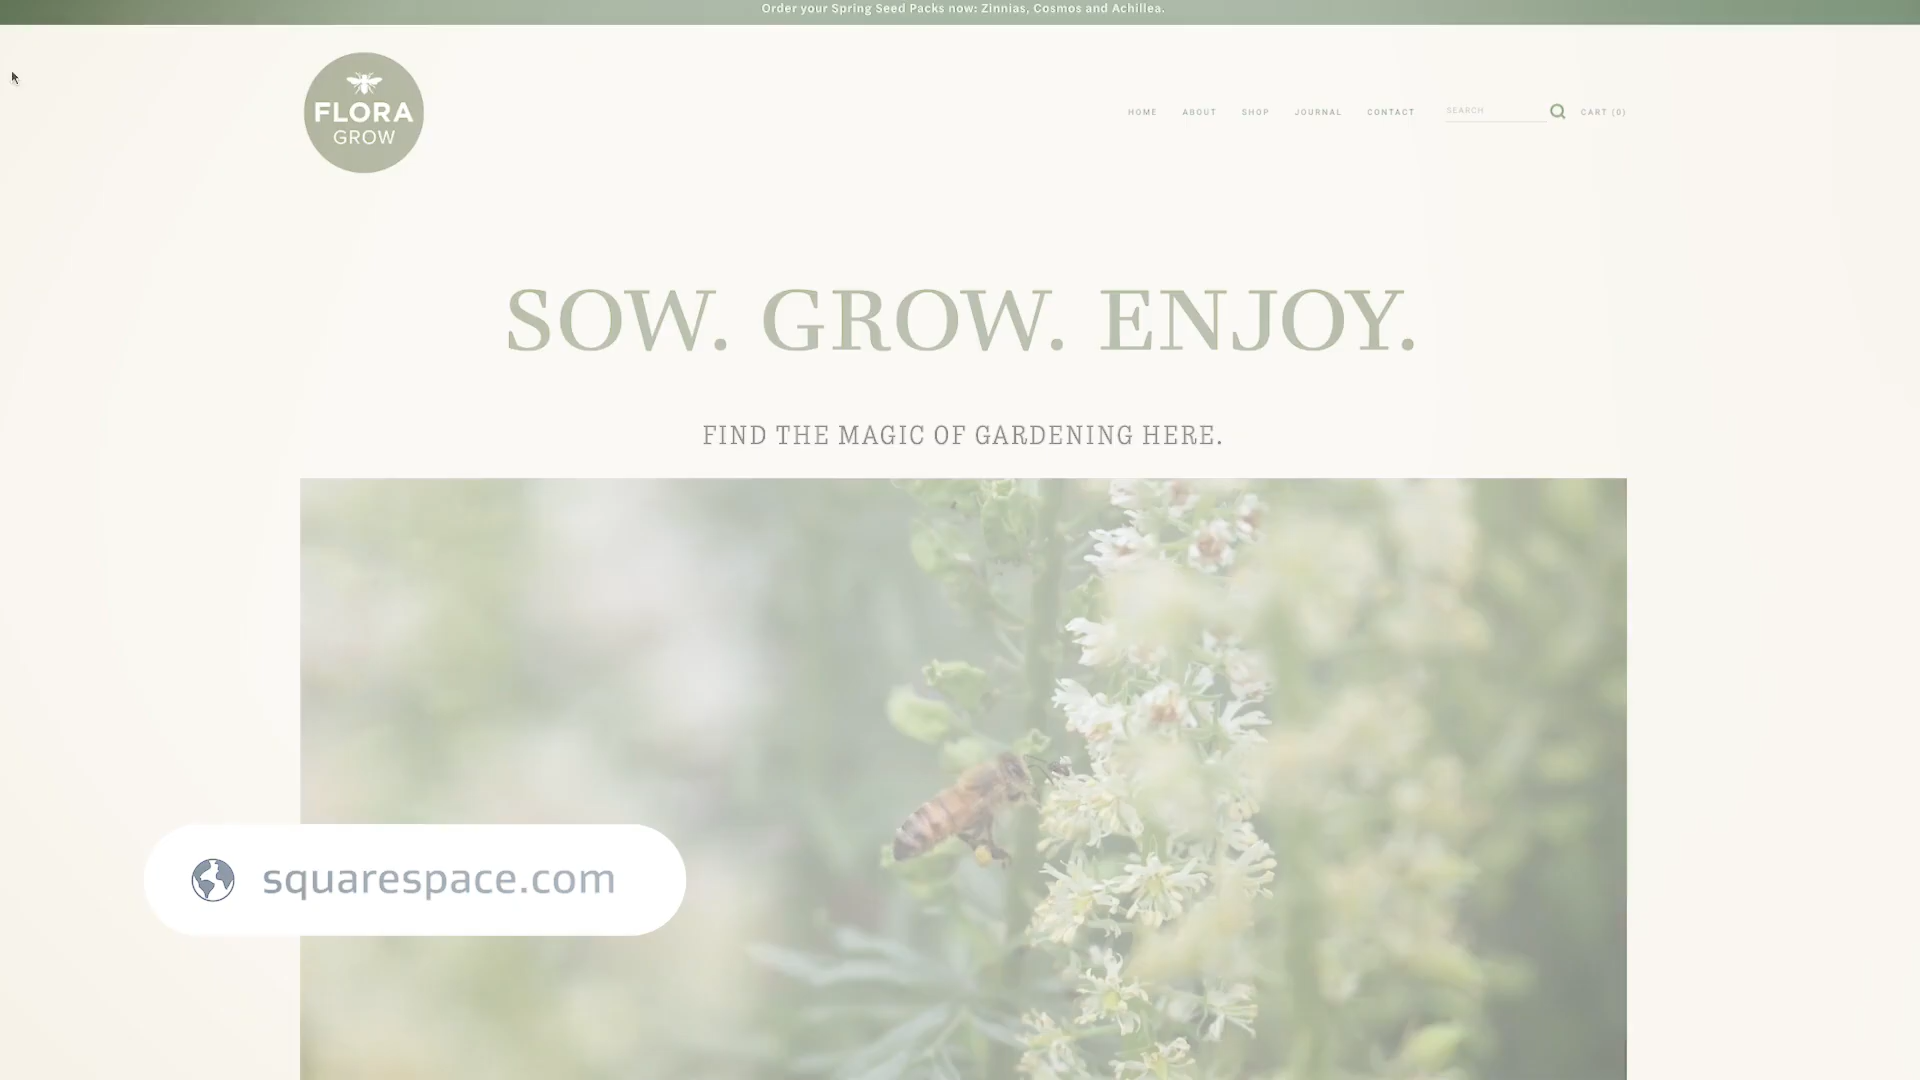 Order your Spring Seed Packs now: Zinnias, Cosmos and Achillea.
FLORA
GROW
HOME ABOUT SHOP JOURNAL CONTACT SEARCH CART (0)
SOW. GROW. ENJOY.
FIND THE MAGIC OF GARDENING HERE.
squarespace.com